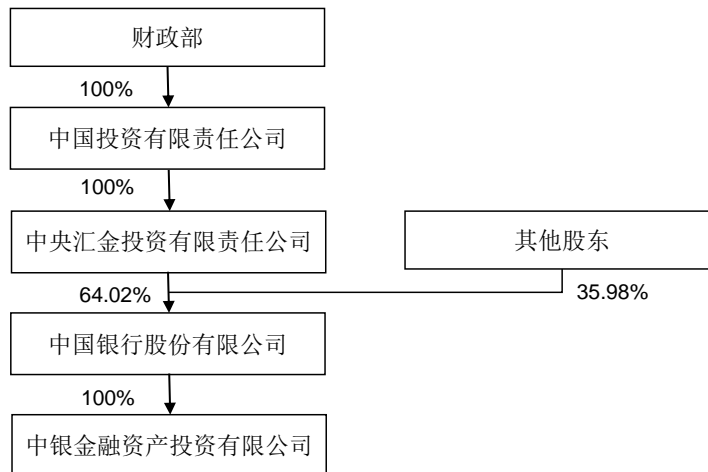 财政部
100%
中国投资有限责任公司
100%
中央汇金投资有限责任公司
其他股东
64.02%
35.98%
中国银行股份有限公司
100%
中银金融资产投资有限公司